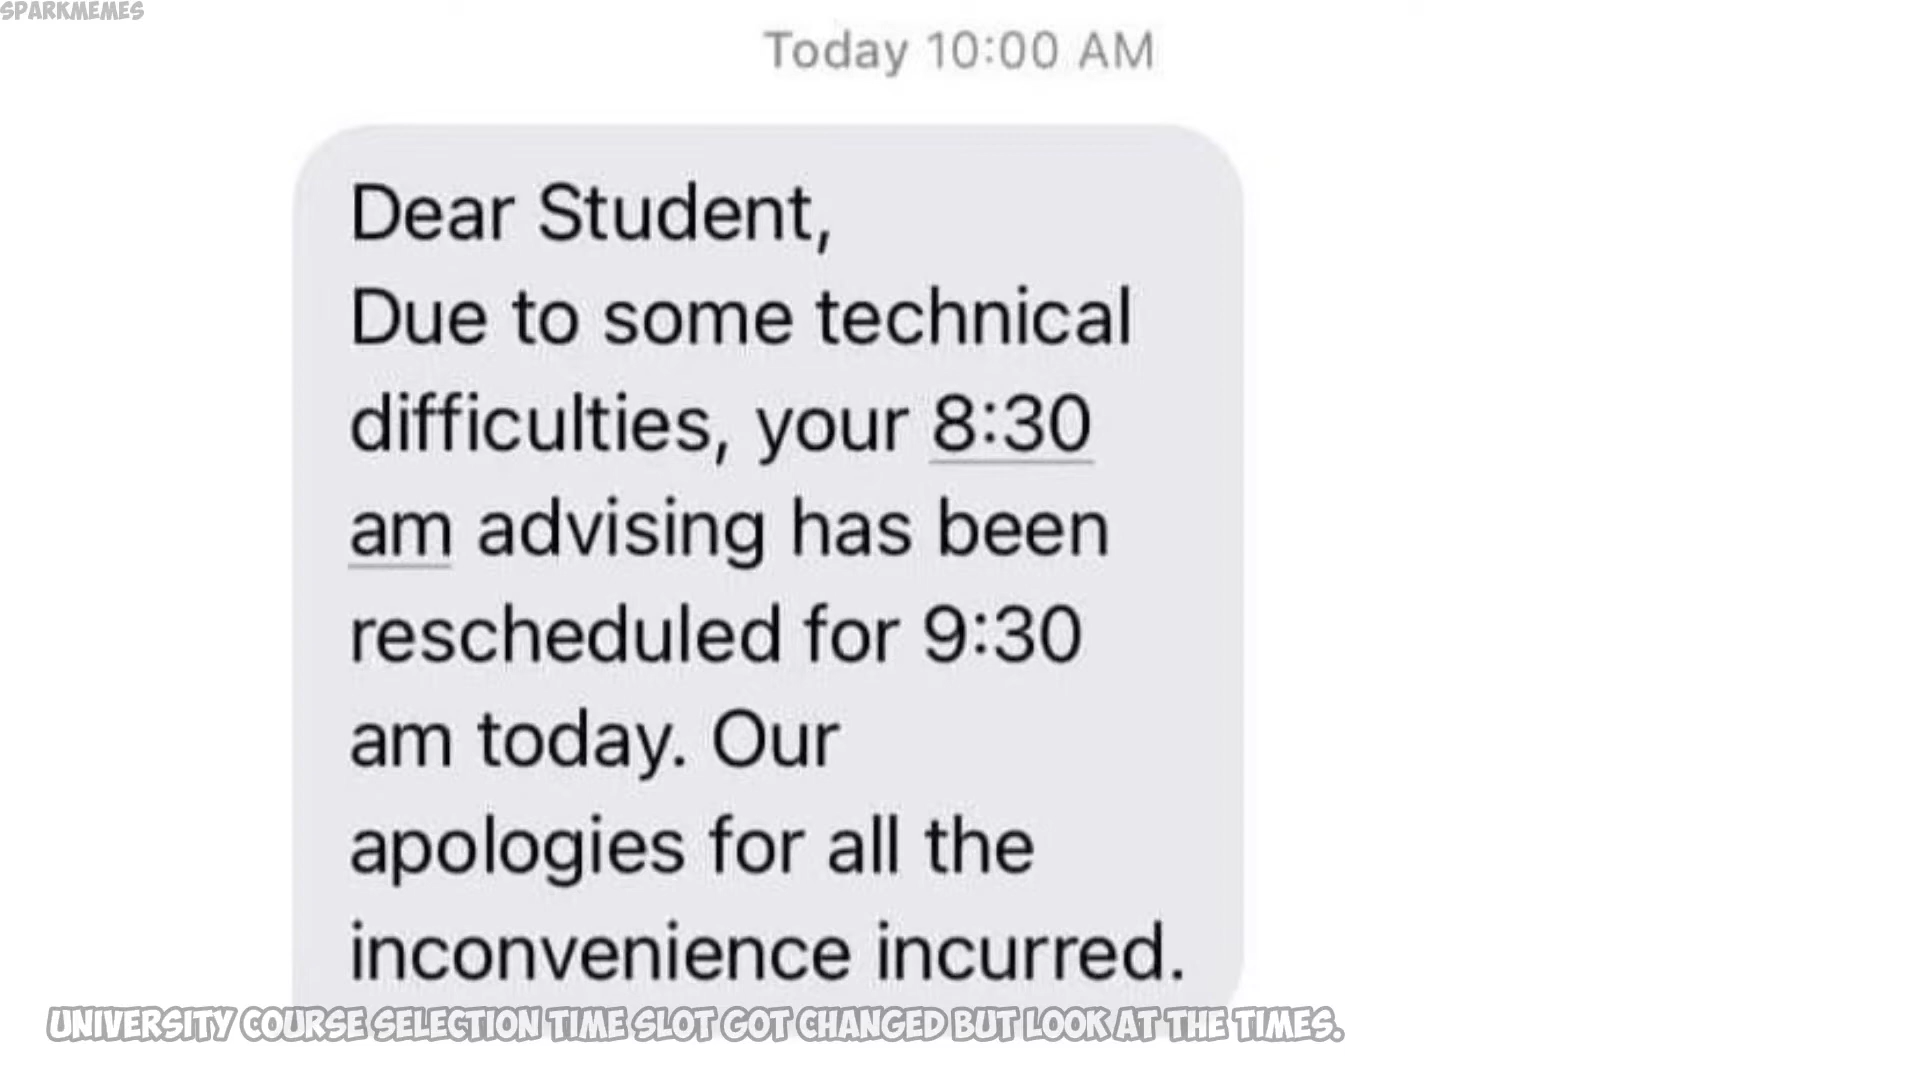 SPARKMEMES
Today 10:00 AM
Dear Student,
Due to some technical
difficulties, your 8:30
am advising has been
rescheduled for 9:30
am today. Our
apologies for all the
inconvenience incurred.
UNIVERSITY COURSE SELECTION TIME SLOT GOT CHANGED BUT LOOK AT THE TIMES.